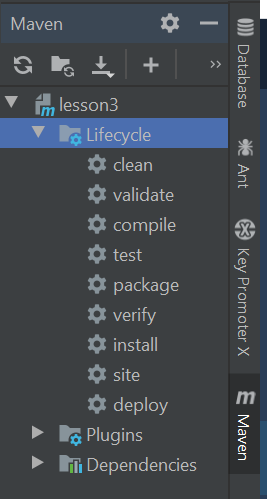 Maven
lesson3
Lifecycle
clean
validate
compile
test
package
verify
install
site
deploy
Plugins
Dependencies
Database
Ant
Key Promoter X
Maven